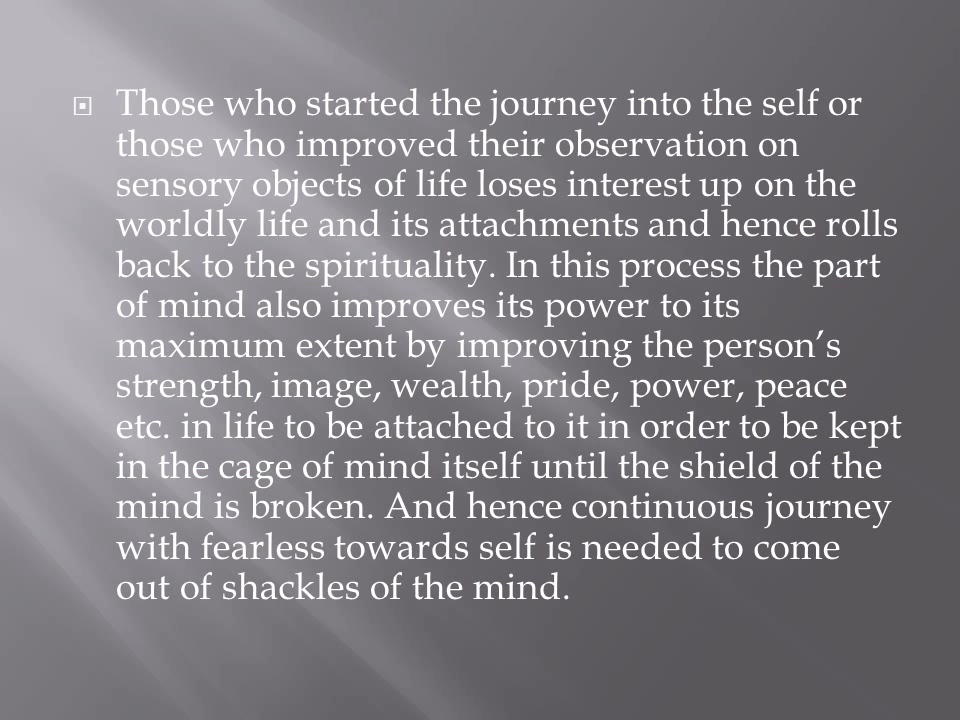 Those who started the journey into the self or
those who improved their observation on
sensory objects of life loses interest up on the
worldly life and its attachments and hence rolls
back to the spirituality. In this process the part
of mind also improves its power to its
maximum extent by improving the person’s
strength, image, wealth, pride, power, peace
etc. in life to be attached to it in order to be kept
in the cage of mind itself until the shield of the
mind is broken. And hence continuous journey
with fearless towards self is needed to come
out of shackles of the mind.